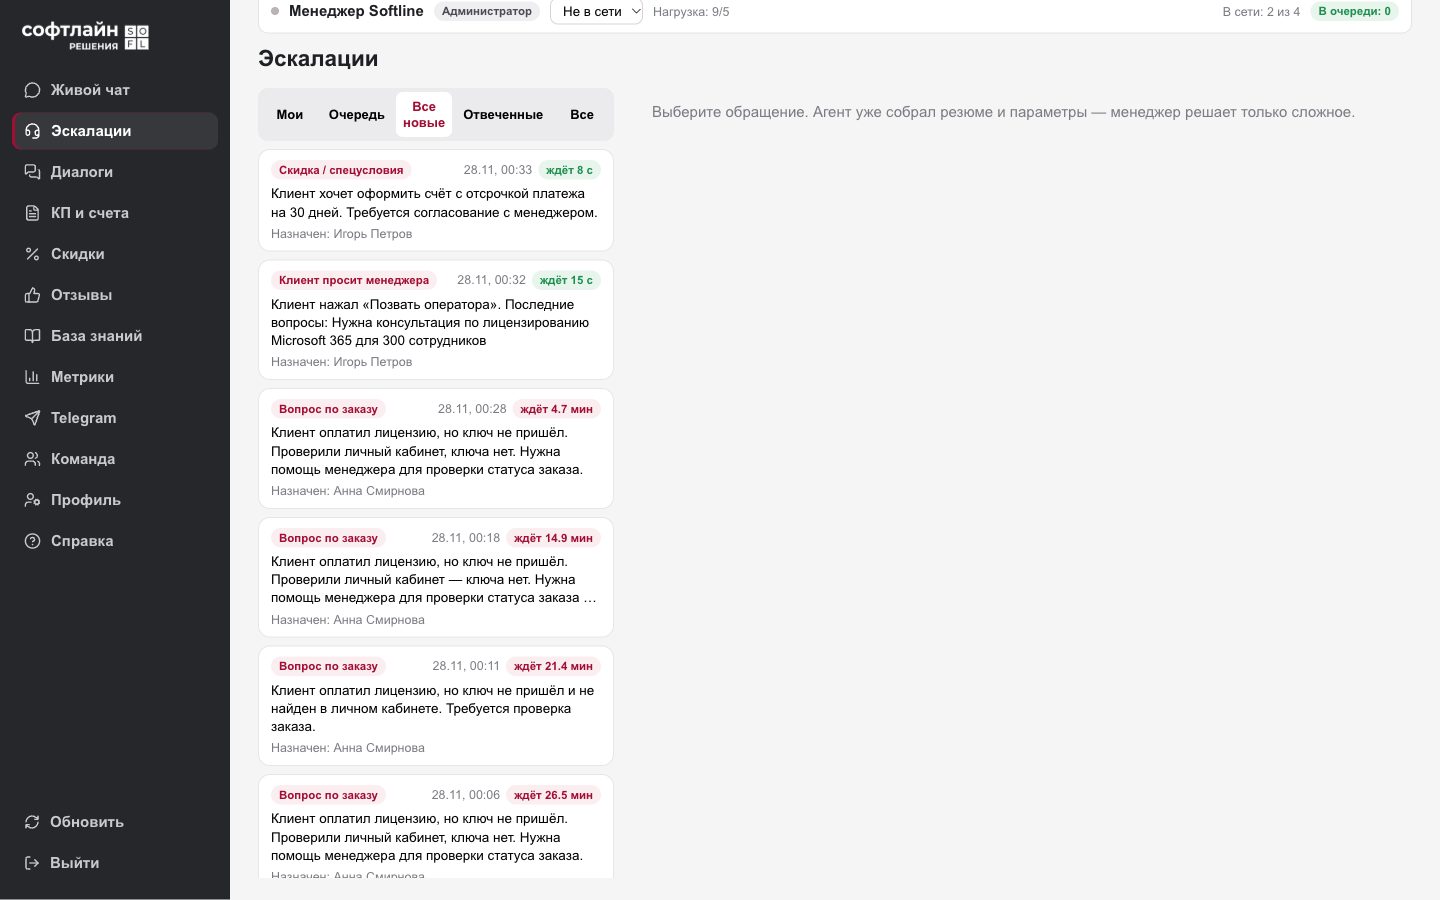 софтлайн
РЕШЕНИЯ
SO
FL
Живой чат
Эскалации
Диалоги
КП и счета
Скидки
Отзывы
База знаний
Метрики
Telegram
Команда
Профиль
Справка
Обновить
Выйти
Менеджер Softline Администратор Не в сети Нагрузка: 9/5 В сети: 2 из 4 В очереди: 0
Эскалации
Мои Очередь Все новые Отвеченные Все
Выберите обращение. Агент уже собрал резюме и параметры — менеджер решает только сложное.
Скидка / спецусловия 28.11, 00:33 ждёт 8 с
Клиент хочет оформить счёт с отсрочкой платежа
на 30 дней. Требуется согласование с менеджером.
Назначен: Игорь Петров
Клиент просит менеджера 28.11, 00:32 ждёт 15 с
Клиент нажал «Позвать оператора». Последние
вопросы: Нужна консультация по лицензированию
Microsoft 365 для 300 сотрудников
Назначен: Игорь Петров
Вопрос по заказу 28.11, 00:28 ждёт 4.7 мин
Клиент оплатил лицензию, но ключ не пришёл.
Проверили личный кабинет, ключа нет. Нужна
помощь менеджера для проверки статуса заказа.
Назначен: Анна Смирнова
Вопрос по заказу 28.11, 00:18 ждёт 14.9 мин
Клиент оплатил лицензию, но ключ не пришёл.
Проверили личный кабинет — ключа нет. Нужна
помощь менеджера для проверки статуса заказа …
Назначен: Анна Смирнова
Вопрос по заказу 28.11, 00:11 ждёт 21.4 мин
Клиент оплатил лицензию, но ключ не пришёл и не
найден в личном кабинете. Требуется проверка
заказа.
Назначен: Анна Смирнова
Вопрос по заказу 28.11, 00:06 ждёт 26.5 мин
Клиент оплатил лицензию, но ключ не пришёл.
Проверили личный кабинет, ключа нет. Нужна
помощь менеджера для проверки статуса заказа.
Назначен: Анна Смирнова